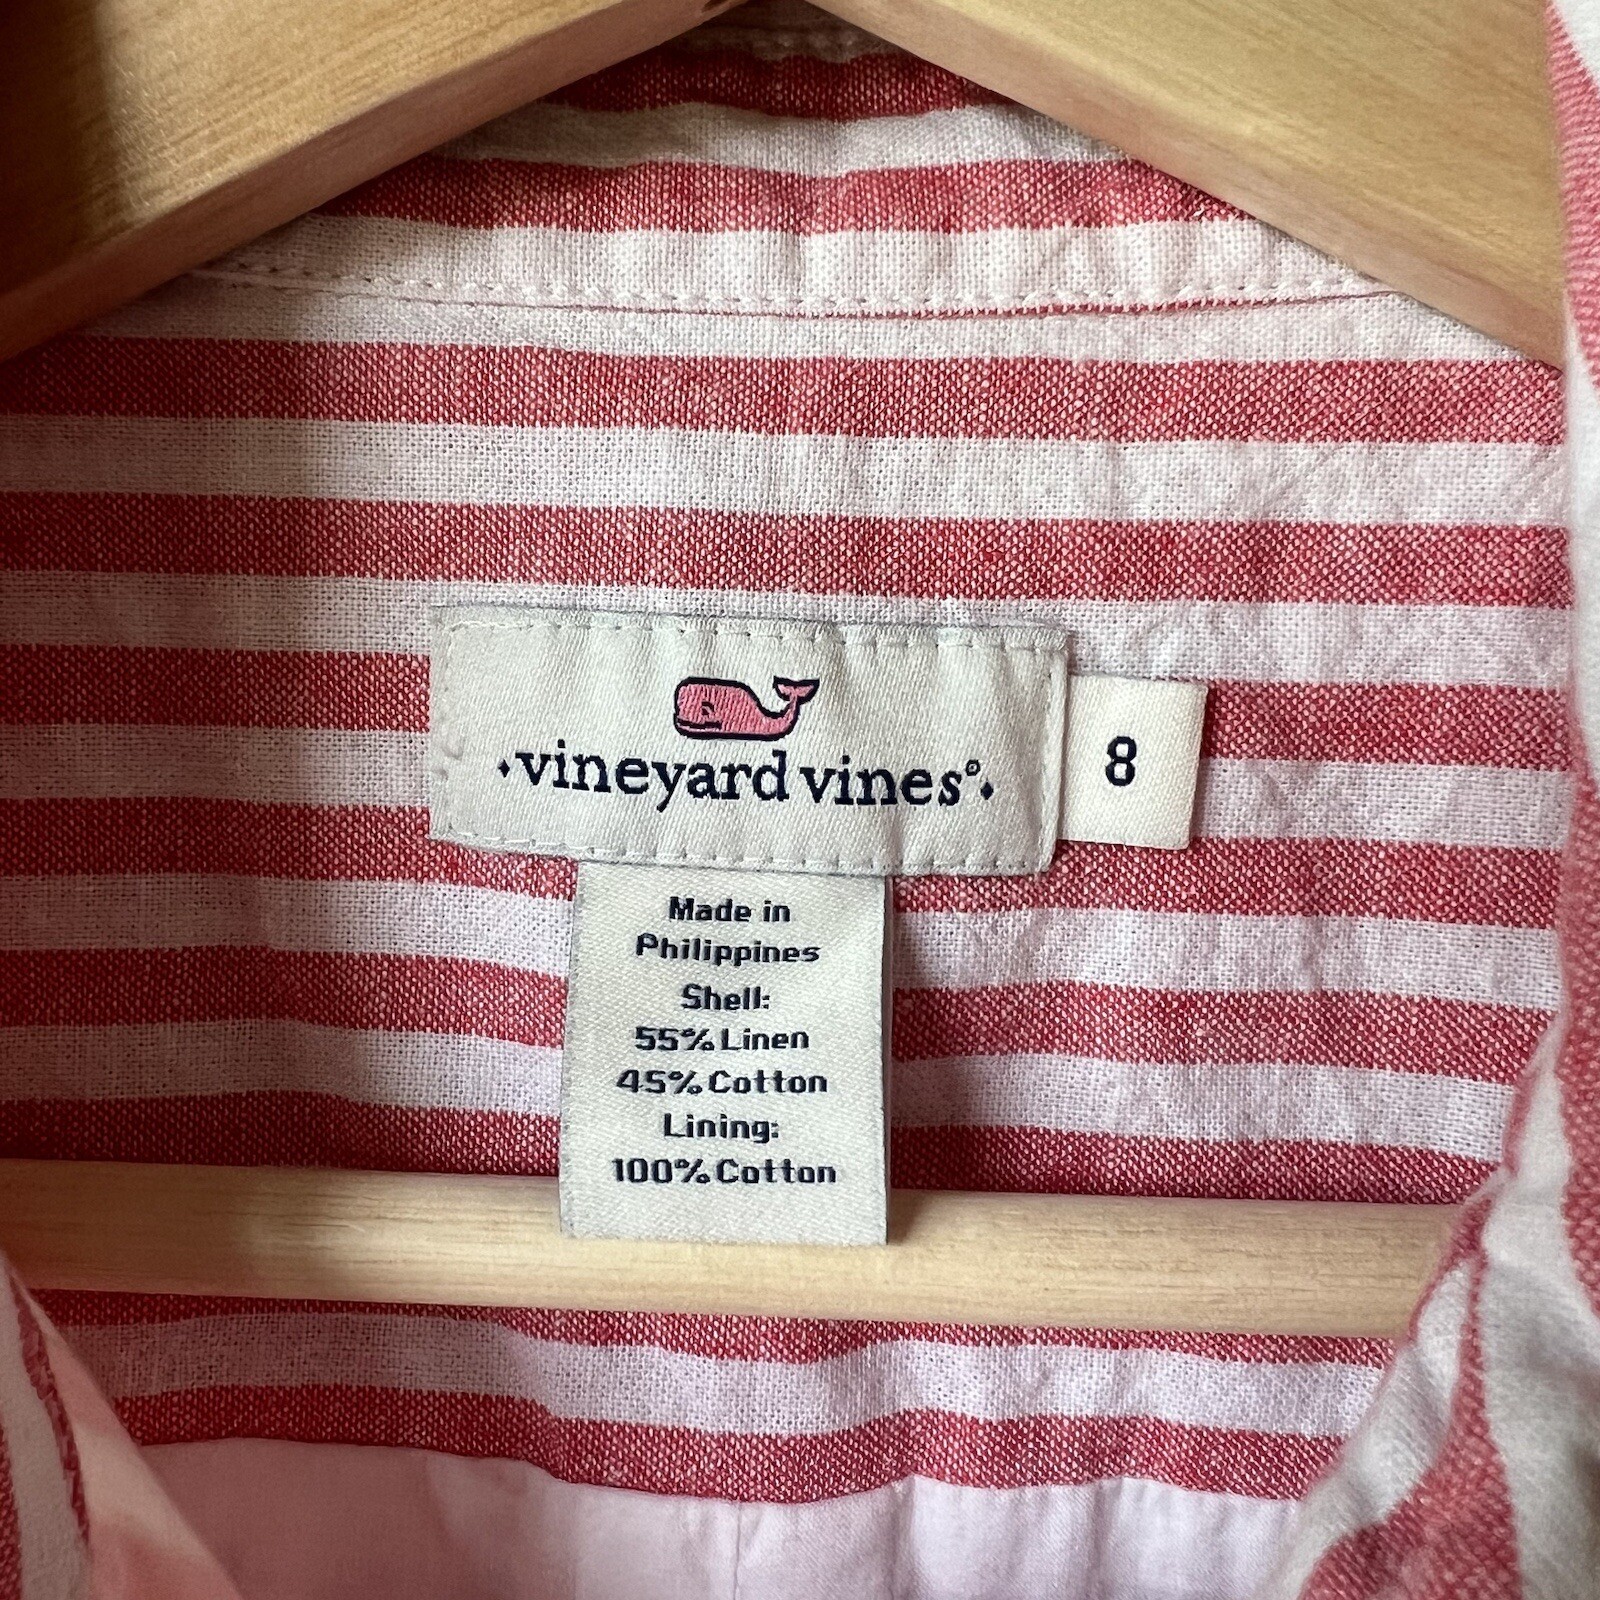 vineyard vines®
8
Made in
Philippines
Shell:
55% Linen
45% Cotton
Lining:
100% Cotton